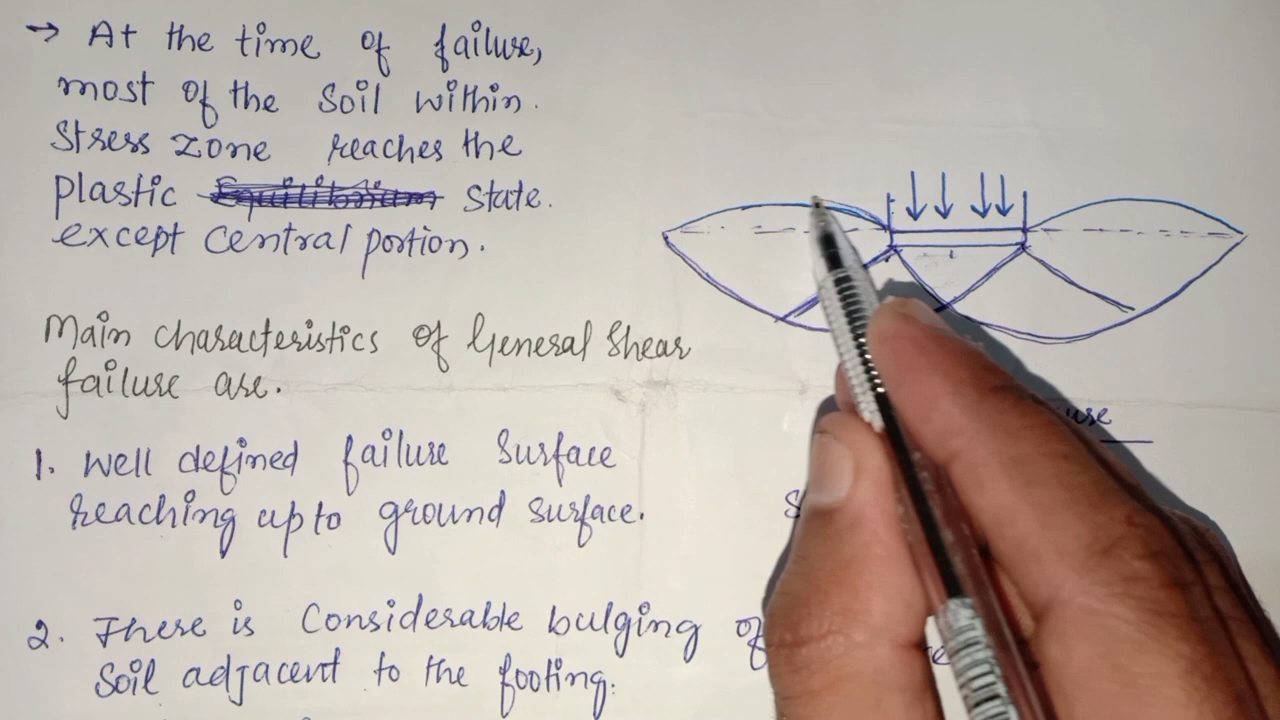 → At the time of failure,
most of the soil within.
stress zone reaches the
plastic Equilibrium state.
except central portion.
Main characteristics of General Shear
failure are.
1. Well defined failure surface
reaching up to ground surface.
2. There is considerable bulging of
soil adjacent to the footing.